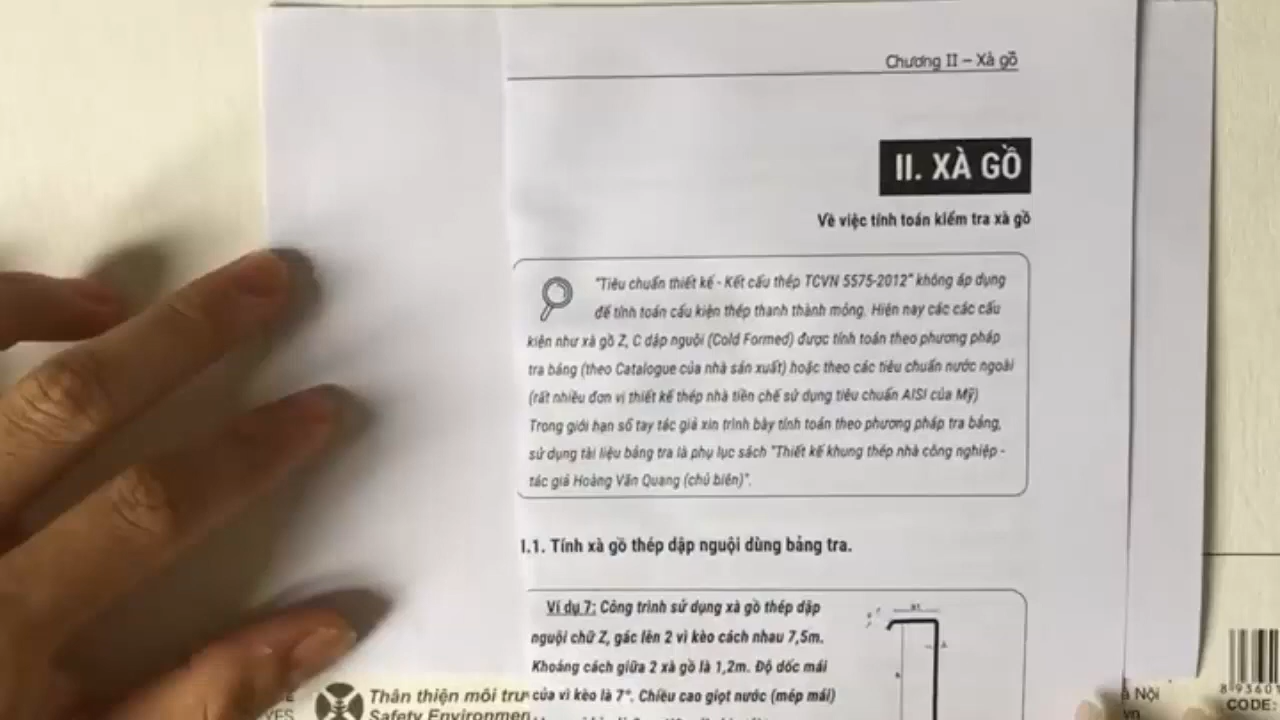 Chương II – Xà gồ
II. XÀ GỒ
Về việc tính toán kiểm tra xà gồ
"Tiêu chuẩn thiết kế - Kết cấu thép TCVN 5575-2012" không áp dụng
để tính toán cấu kiện thép thanh thành mỏng. Hiện nay các các cấu
kiện như xà gồ Z, C dập nguội (Cold Formed) được tính toán theo phương pháp
tra bảng (theo Catalogue của nhà sản xuất) hoặc theo các tiêu chuẩn nước ngoài
(rất nhiều đơn vị thiết kế thép nhà tiền chế sử dụng tiêu chuẩn AISI của Mỹ)
Trong giới hạn sổ tay tác giả xin trình bày tính toán theo phương pháp tra bảng,
sử dụng tài liệu bảng tra là phụ lục sách "Thiết kế khung thép nhà công nghiệp -
tác giả Hoàng Văn Quang (chủ biên)".
I.1. Tính xà gồ thép dập nguội dùng bảng tra.
Ví dụ 7: Công trình sử dụng xà gồ thép dập
nguội chữ Z, gác lên 2 vì kèo cách nhau 7,5m.
Khoảng cách giữa 2 xà gồ là 1,2m. Độ dốc mái
của vì kèo là 7°. Chiều cao giọt nước (mép mái)
Thân thiện môi
Safety Environmen
YES
Nội
vn
8 93601
CODE: